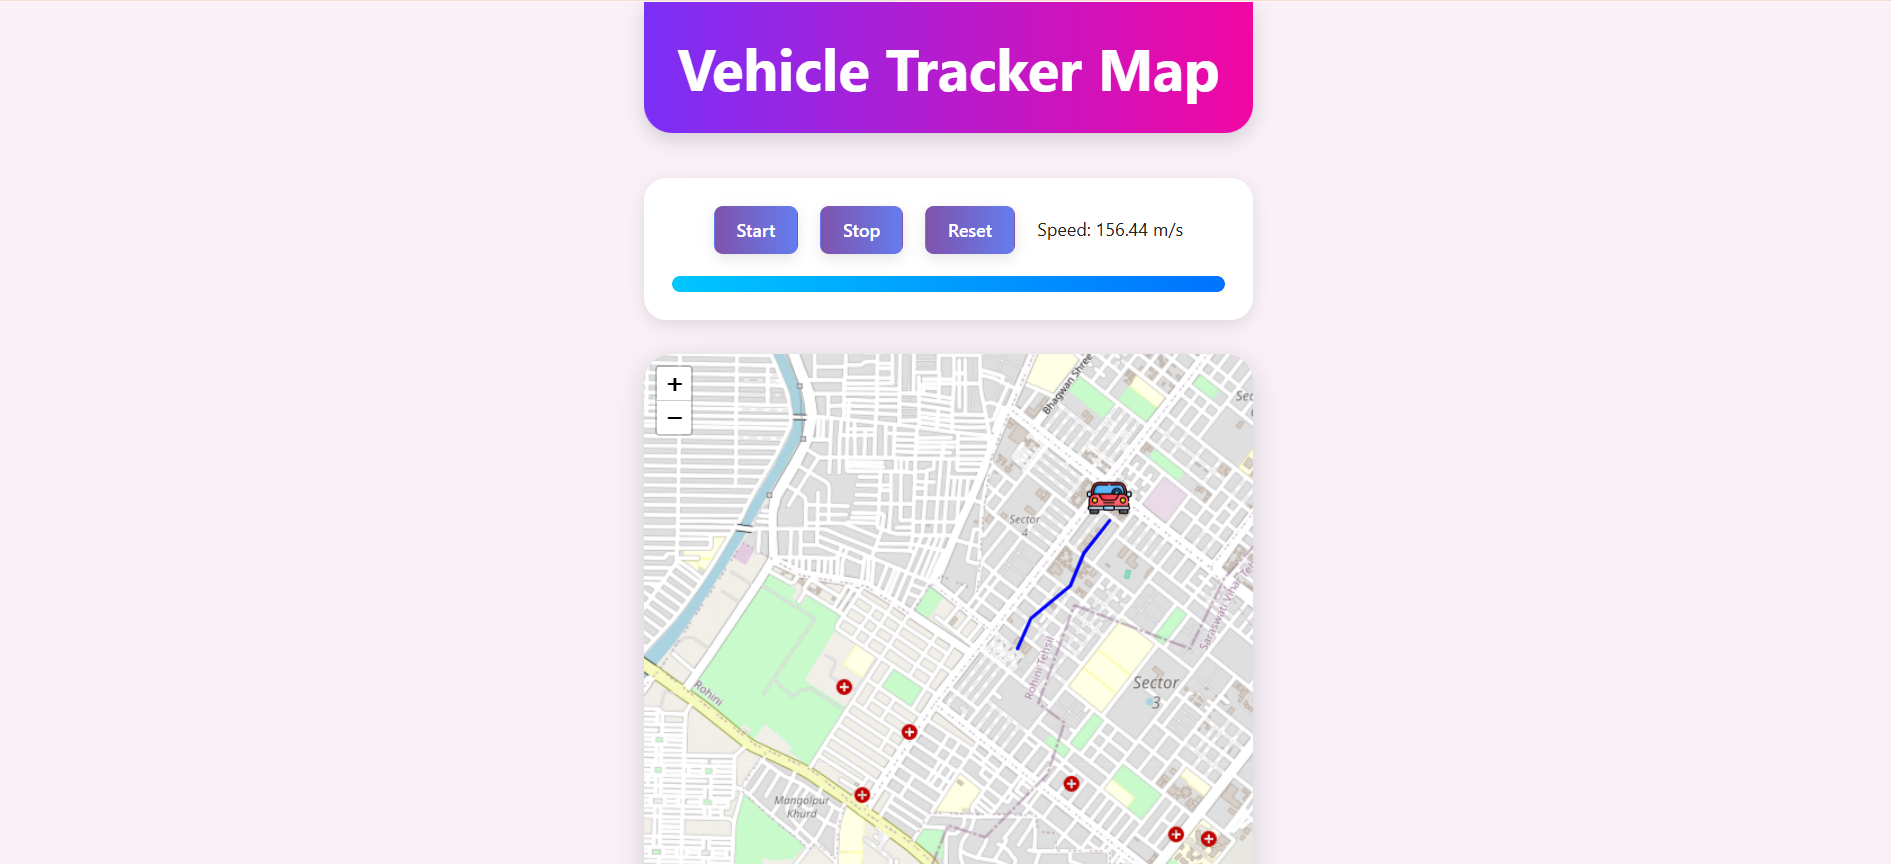 Vehicle Tracker Map
Start
Stop
Reset
Speed: 156.44 m/s
+
−
Bhagwan Shree
Sector
4
Saraswati Vihar Teh
Rohini Tehsil
Sector
3
Rohini
Mangolpur
Khurd